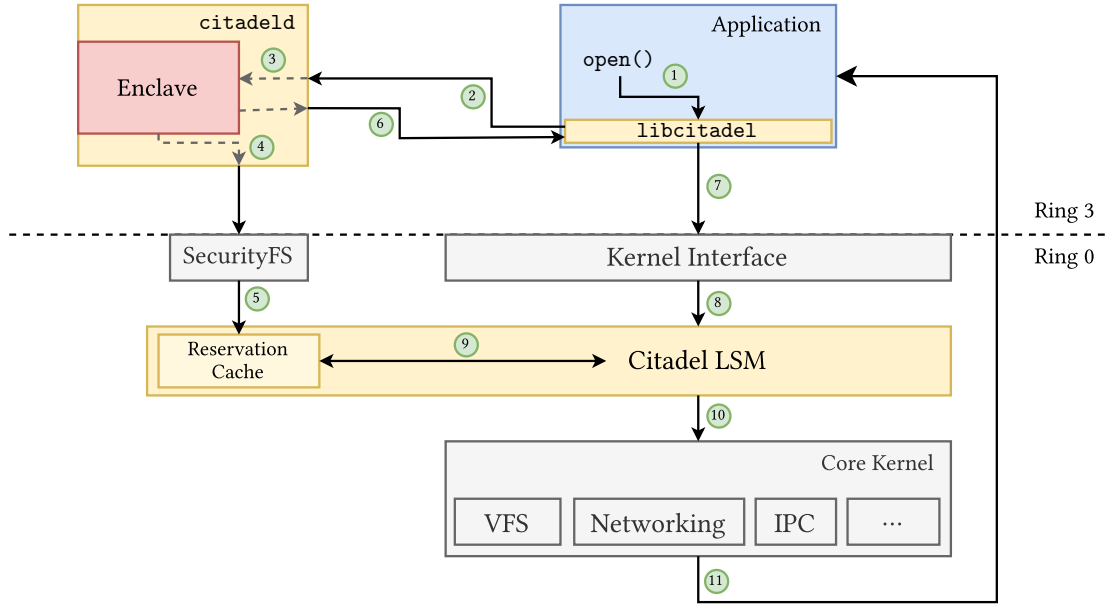 citadeld
Enclave
3
4
2
6
Application
open()
1
libcitadel
7
Ring 3
Ring 0
SecurityFS
Kernel Interface
5
8
Reservation
Cache
9
Citadel LSM
10
Core Kernel
VFS
Networking
IPC
...
11